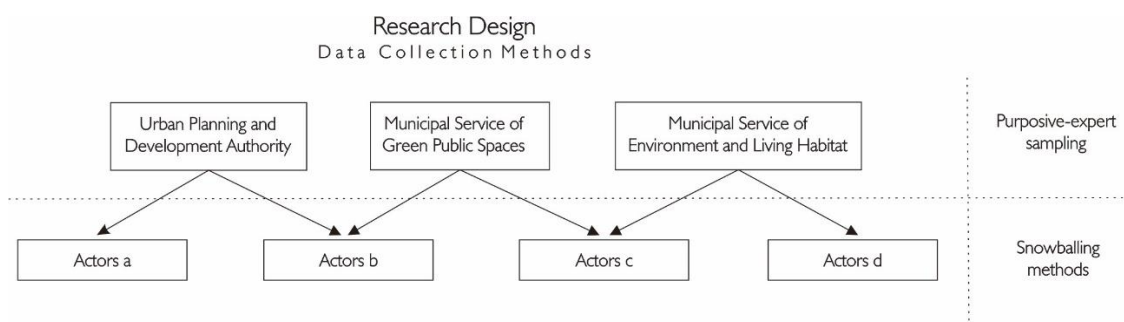 Research Design
Data Collection Methods
Urban Planning and
Development Authority
Municipal Service of
Green Public Spaces
Municipal Service of
Environment and Living Habitat
Purposive-expert
sampling
Actors a
Actors b
Actors c
Actors d
Snowballing
methods